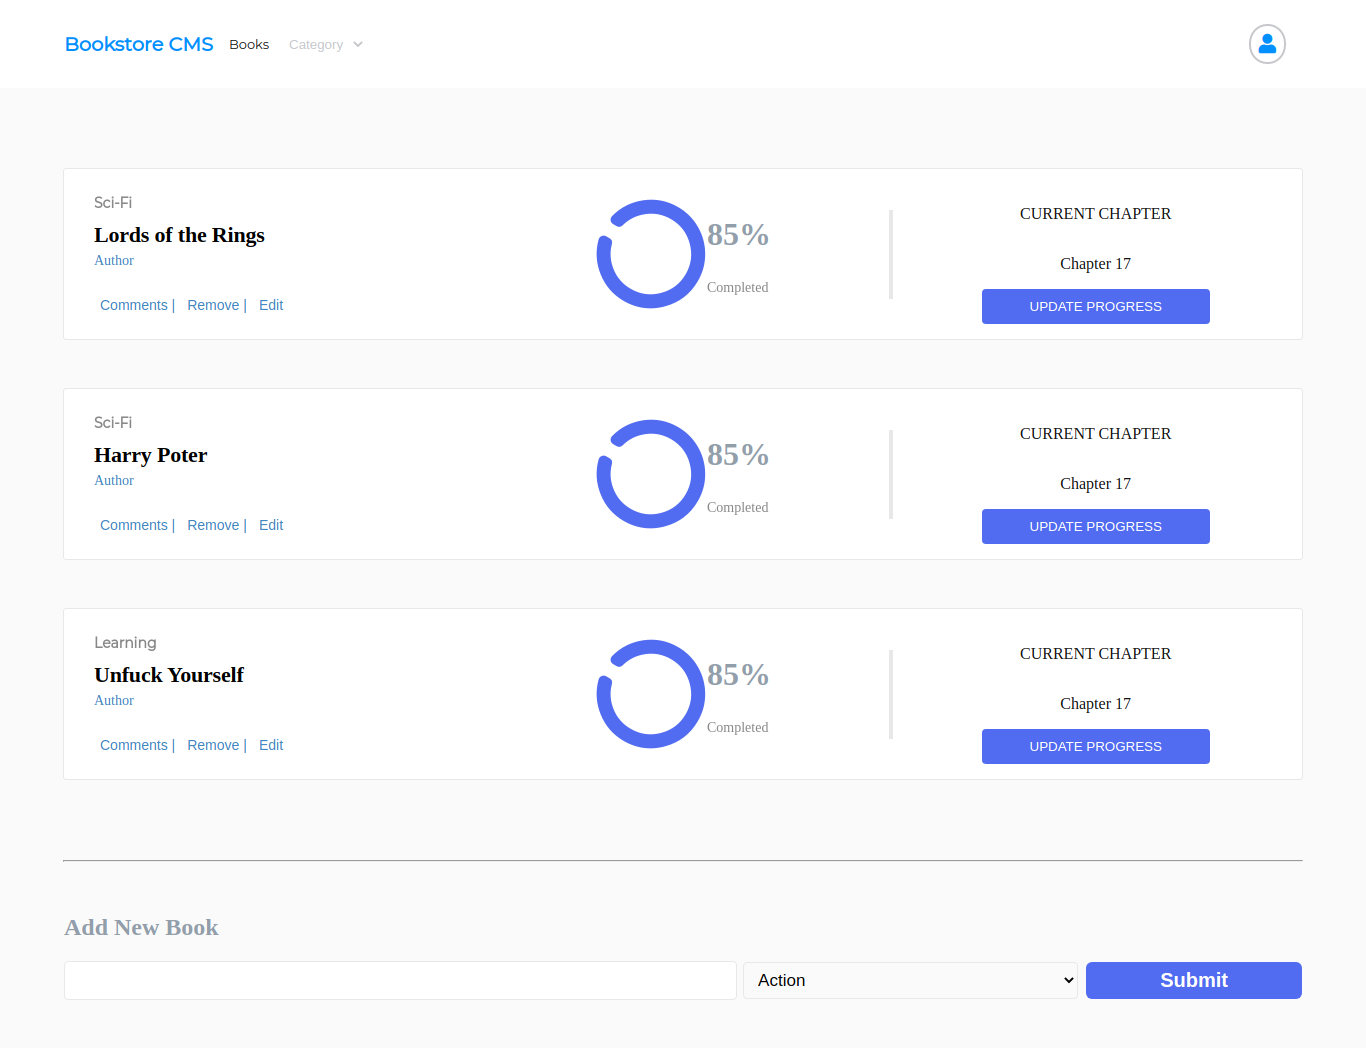 Bookstore CMS Books Category
Sci-Fi
Lords of the Rings
Author
Comments | Remove | Edit
85%
Completed
CURRENT CHAPTER
Chapter 17
UPDATE PROGRESS
Sci-Fi
Harry Poter
Author
Comments | Remove | Edit
85%
Completed
CURRENT CHAPTER
Chapter 17
UPDATE PROGRESS
Learning
Unfuck Yourself
Author
Comments | Remove | Edit
85%
Completed
CURRENT CHAPTER
Chapter 17
UPDATE PROGRESS
Add New Book
Action Submit